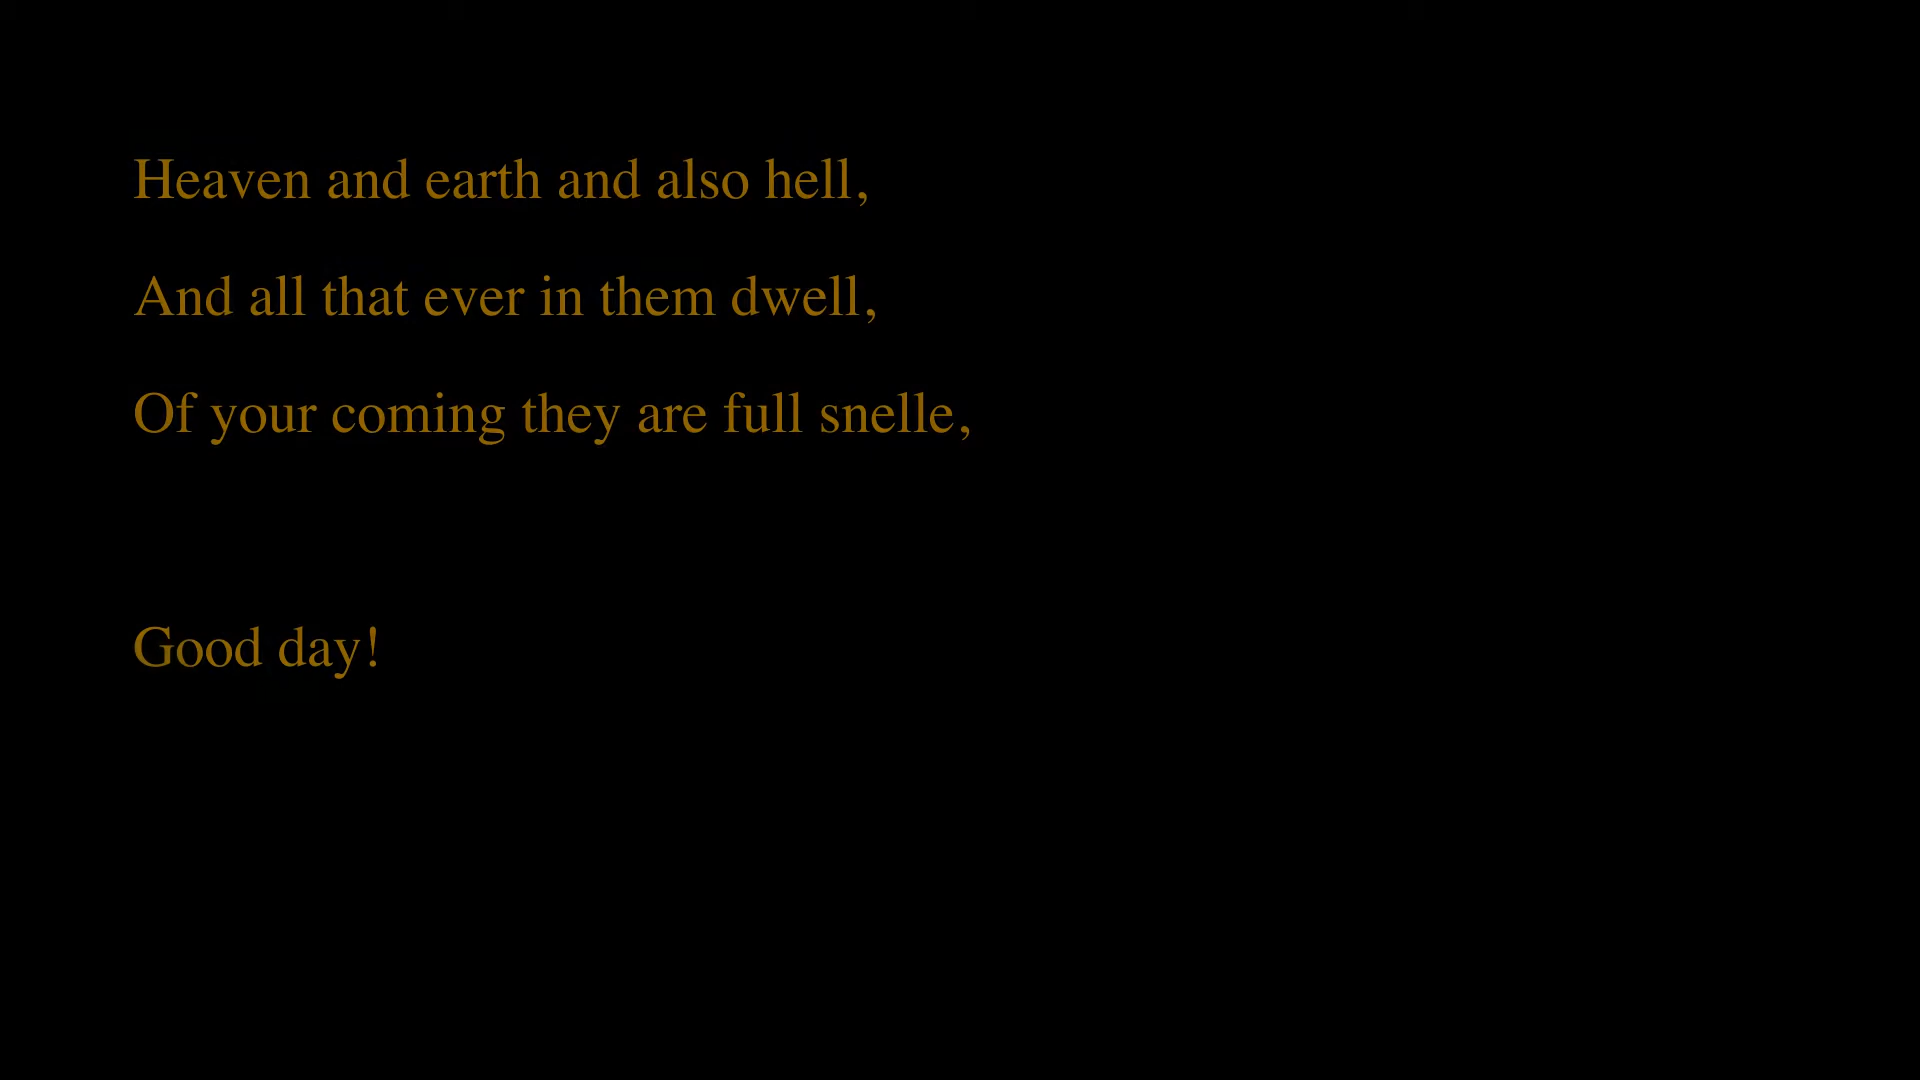 Heaven and earth and also hell,
And all that ever in them dwell,
Of your coming they are full snelle,
Good day!